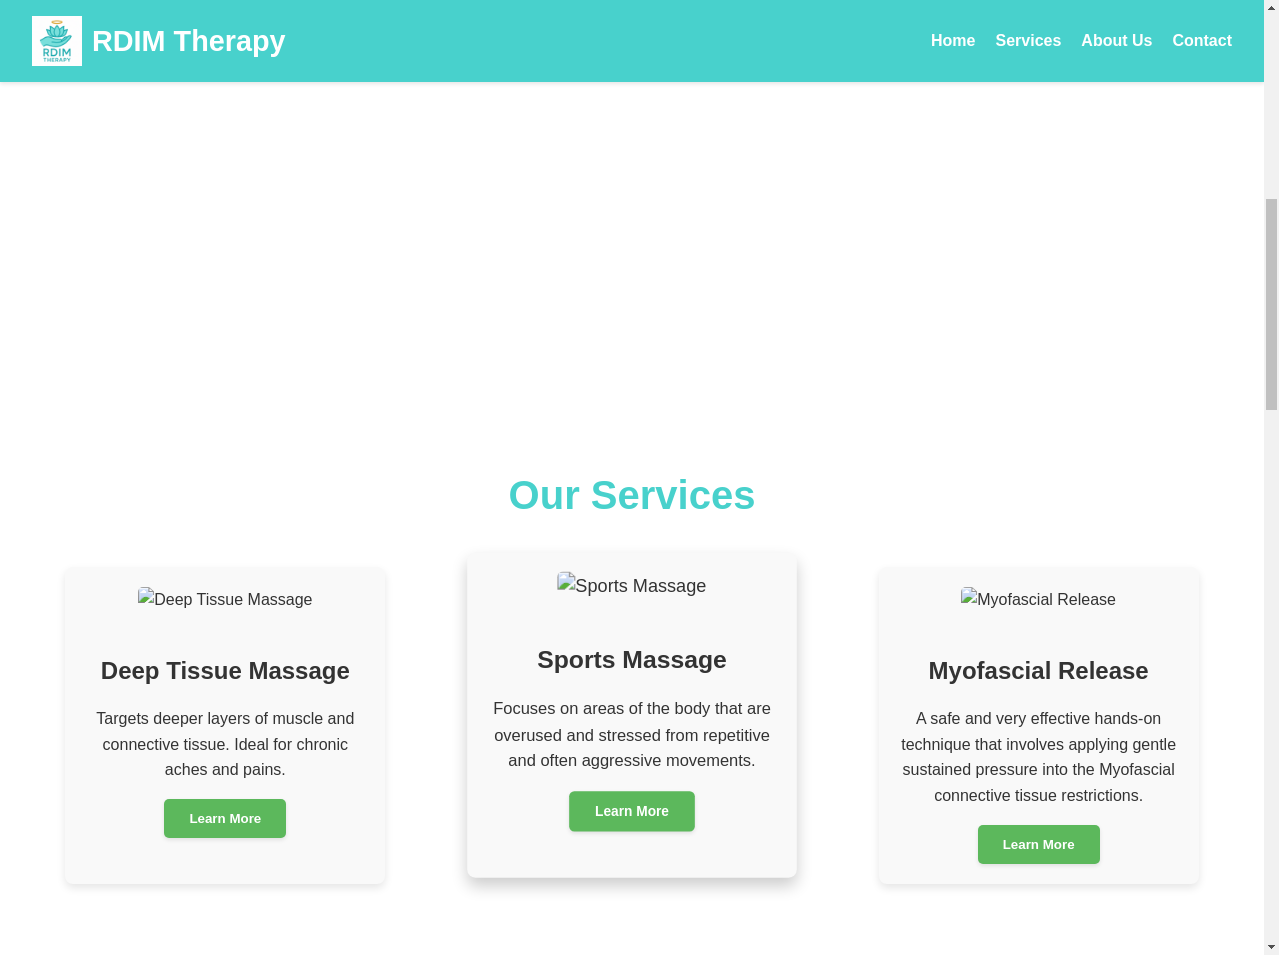 RDIM
THERAPY
RDIM Therapy
Home Services About Us Contact
Our Services
Deep Tissue Massage
Deep Tissue Massage
Targets deeper layers of muscle and
connective tissue. Ideal for chronic
aches and pains.
Learn More
Sports Massage
Sports Massage
Focuses on areas of the body that are
overused and stressed from repetitive
and often aggressive movements.
Learn More
Myofascial Release
Myofascial Release
A safe and very effective hands-on
technique that involves applying gentle
sustained pressure into the Myofascial
connective tissue restrictions.
Learn More